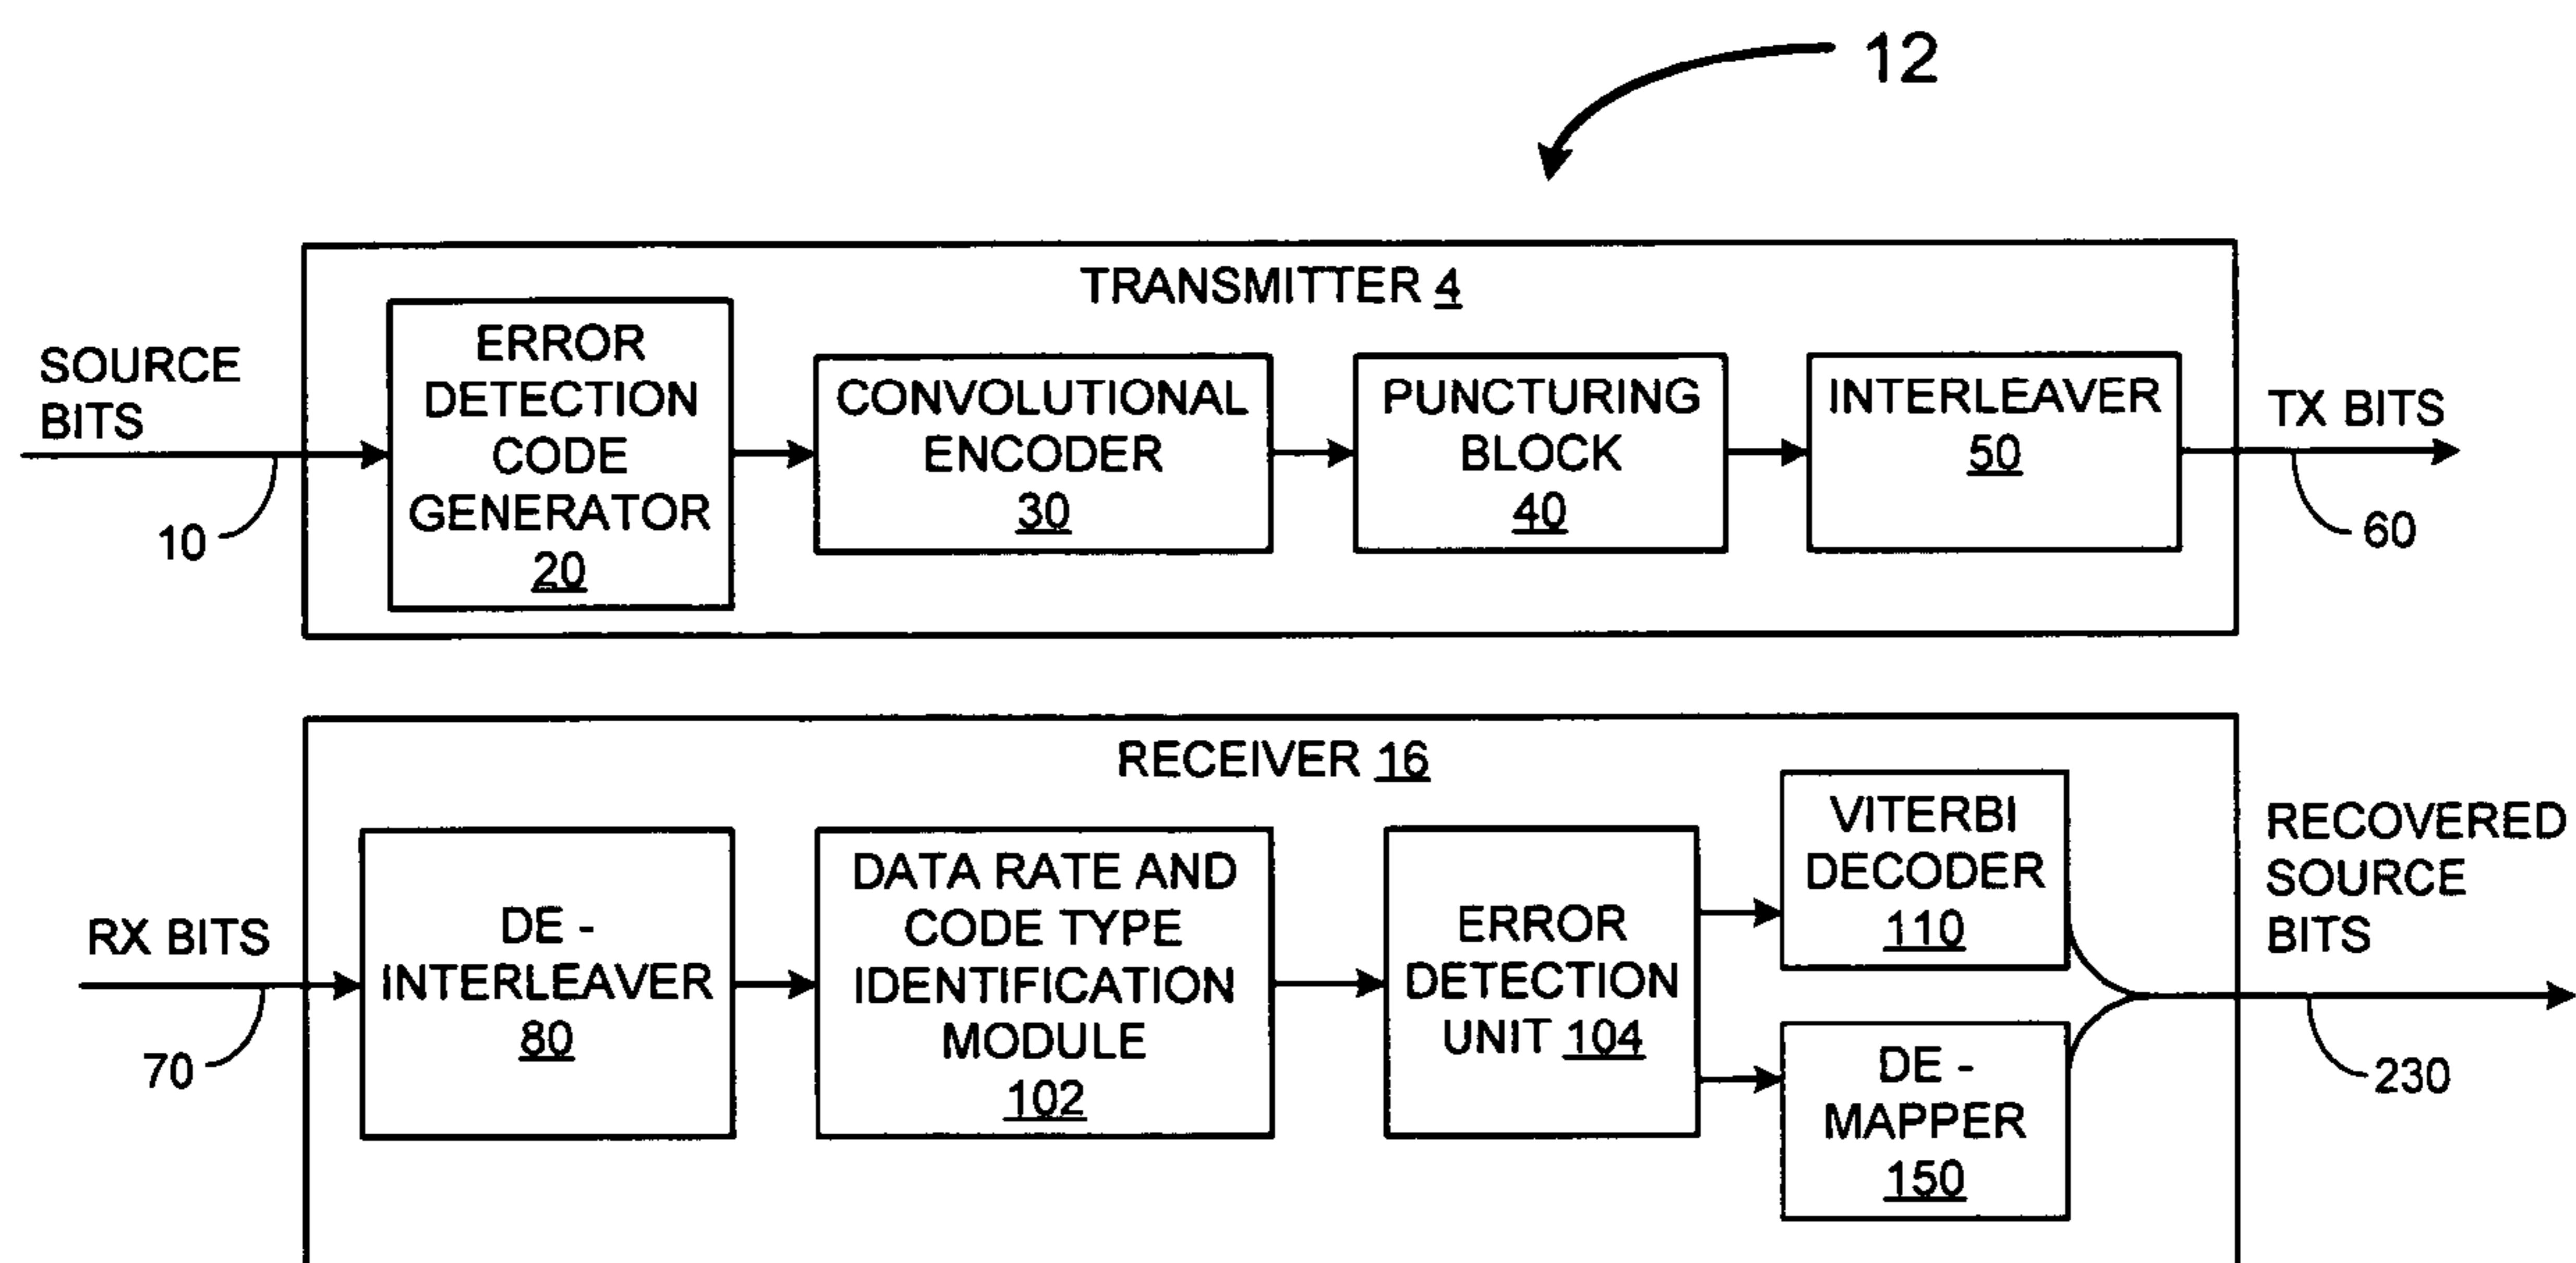 12
TRANSMITTER 4
SOURCE
BITS
10
ERROR
DETECTION
CODE
GENERATOR
20
CONVOLUTIONAL
ENCODER
30
PUNCTURING
BLOCK
40
INTERLEAVER
50
TX BITS
60
RECEIVER 16
RX BITS
70
DE -
INTERLEAVER
80
DATA RATE AND
CODE TYPE
IDENTIFICATION
MODULE
102
ERROR
DETECTION
UNIT 104
VITERBI
DECODER
110
DE -
MAPPER
150
RECOVERED
SOURCE
BITS
230